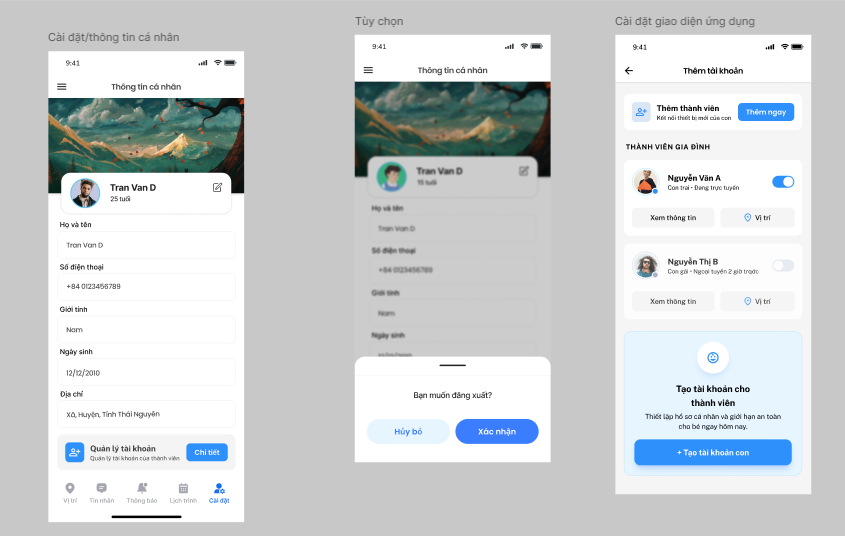 Cài đặt/thông tin cá nhân
9:41
Thông tin cá nhân
Tran Van D
25 tuổi
Họ và tên
Tran Van D
Số điện thoại
+84 0123456789
Giới tính
Nam
Ngày sinh
12/12/2010
Địa chỉ
Xã, Huyện, Tỉnh Thái Nguyên
Quản lý tài khoản
Quản lý tài khoản của thành viên
Chi tiết
Vị trí
Tin nhắn
Thông báo
Lịch trình
Cài đặt
Tùy chọn
9:41
Thông tin cá nhân
Tran Van D
15 tuổi
Họ và tên
Tran Van D
Số điện thoại
+84 0123456789
Giới tính
Nam
Ngày sinh
Bạn muốn đăng xuất?
Hủy bỏ
Xác nhận
Cài đặt giao diện ứng dụng
9:41
Thêm tài khoản
Thêm thành viên
Kết nối thiết bị mới của con
Thêm ngay
THÀNH VIÊN GIA ĐÌNH
Nguyễn Văn A
Con trai • Đang trực tuyến
Xem thông tin
Vị trí
Nguyễn Thị B
Con gái • Ngoại tuyến 2 giờ trước
Xem thông tin
Vị trí
Tạo tài khoản cho
thành viên
Thiết lập hồ sơ cá nhân và giới hạn an toàn
cho bé ngay hôm nay.
+ Tạo tài khoản con